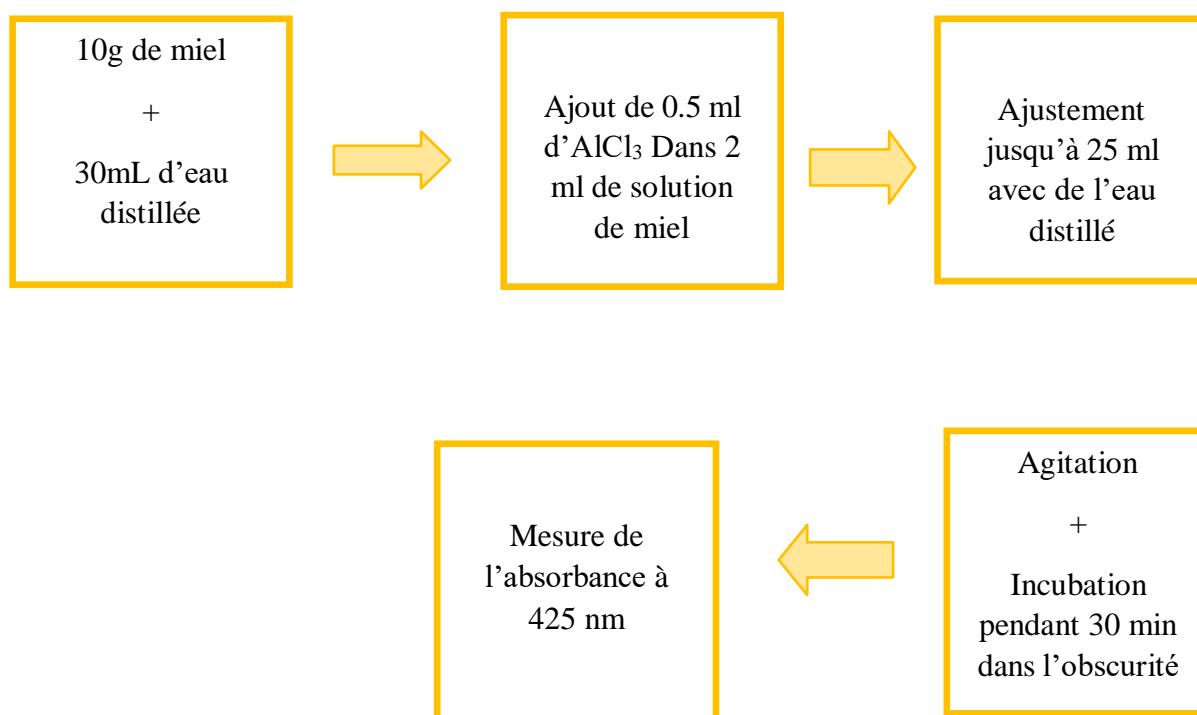 10g de miel
+
30mL d’eau
distillée
Ajout de 0.5 ml
d’AlCl₃ Dans 2
ml de solution
de miel
Ajustement
jusqu’à 25 ml
avec de l’eau
distillé
Agitation
+
Incubation
pendant 30 min
dans l’obscurité
Mesure de
l’absorbance à
425 nm